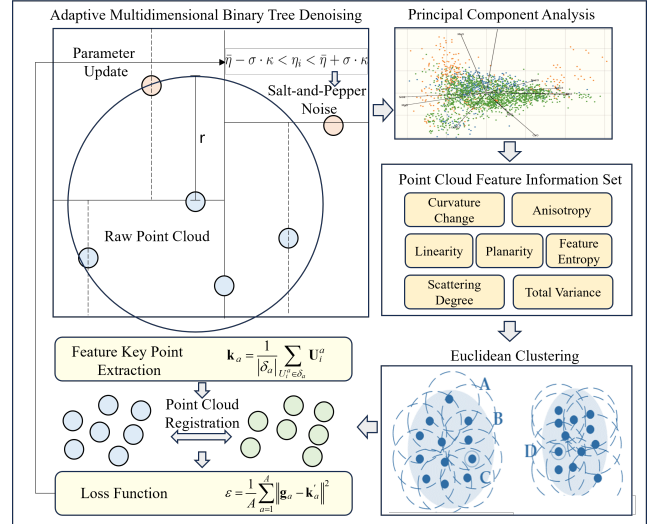 Adaptive Multidimensional Binary Tree Denoising
Parameter
Update
η̄ − σ · κ < ηᵢ < η̄ + σ · κ
Salt-and-Pepper
Noise
r
Raw Point Cloud
Principal Component Analysis
Point Cloud Feature Information Set
Curvature
Change
Anisotropy
Linearity
Planarity
Feature
Entropy
Scattering
Degree
Total Variance
Euclidean Clustering
A
B
C
D
Feature Key Point
Extraction
𝐤ₐ = 1/|δₐ| ∑_{Uᵢᵃ∈δₐ} 𝐔ᵢᵃ
Point Cloud
Registration
Loss Function
ε = 1/A ∑_{a=1}^{A} ‖𝐠ₐ − 𝐤ₐ′‖²